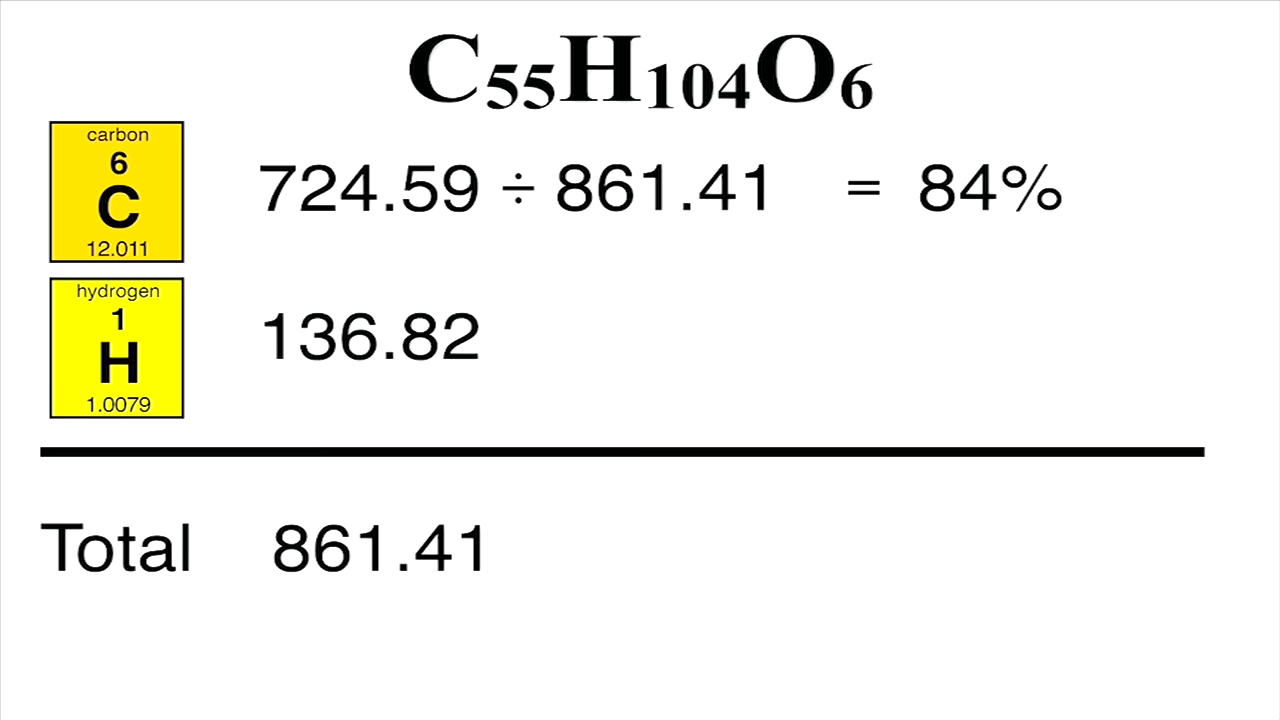 C₅₅H₁₀₄O₆
carbon
6
C
12.011
724.59 ÷ 861.41 = 84%
hydrogen
1
H
1.0079
136.82
Total 861.41